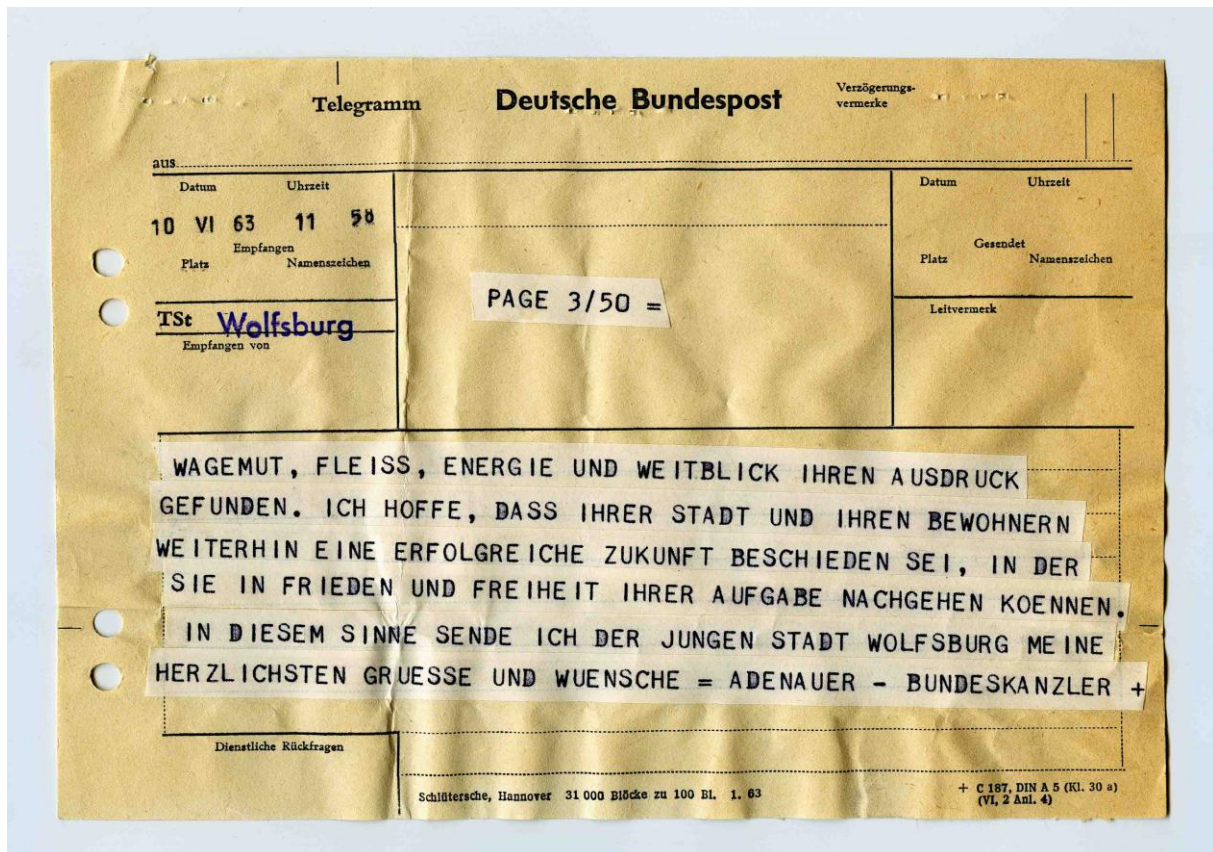 Telegramm
Deutsche Bundespost
Verzögerungs-
vermerke
aus
Datum Uhrzeit
10 VI 63 11 58
Empfangen
Platz Namenszeichen
TSt Wolfsburg
Empfangen von
PAGE 3/50 =
Datum Uhrzeit
Gesendet
Platz Namenszeichen
Leitvermerk
WAGEMUT, FLEISS, ENERGIE UND WEITBLICK IHREN AUSDRUCK
GEFUNDEN. ICH HOFFE, DASS IHRER STADT UND IHREN BEWOHNERN
WEITERHIN EINE ERFOLGREICHE ZUKUNFT BESCHIEDEN SEI, IN DER
SIE IN FRIEDEN UND FREIHEIT IHRER AUFGABE NACHGEHEN KOENNEN.
IN DIESEM SINNE SENDE ICH DER JUNGEN STADT WOLFSBURG MEINE
HERZLICHSTEN GRUESSE UND WUENSCHE = ADENAUER - BUNDESKANZLER +
Dienstliche Rückfragen
Schlütersche, Hannover 31 000 Blöcke zu 100 Bl. 1. 63
+ C 187, DIN A 5 (Kl. 30 a)
(VI, 2 Anl. 4)